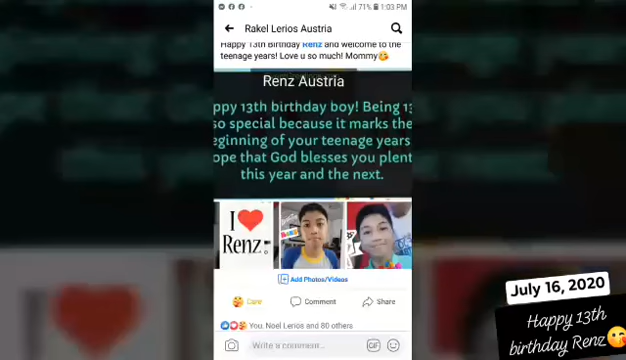 71% 1:03 PM
Rakel Lerios Austria
Happy 13th Birthday Renz and welcome to the
teenage years! Love u so much! Mommy😘
Renz Austria
ppy 13th birthday boy! Being 13
so special because it marks the
eginning of your teenage years
ope that God blesses you plent
this year and the next.
I ❤ Renz
Add Photos/Videos
Care Comment Share
You, Noel Lerios and 80 others
Write a comment...
GIF
July 16, 2020
Happy 13th
birthday Renz😘